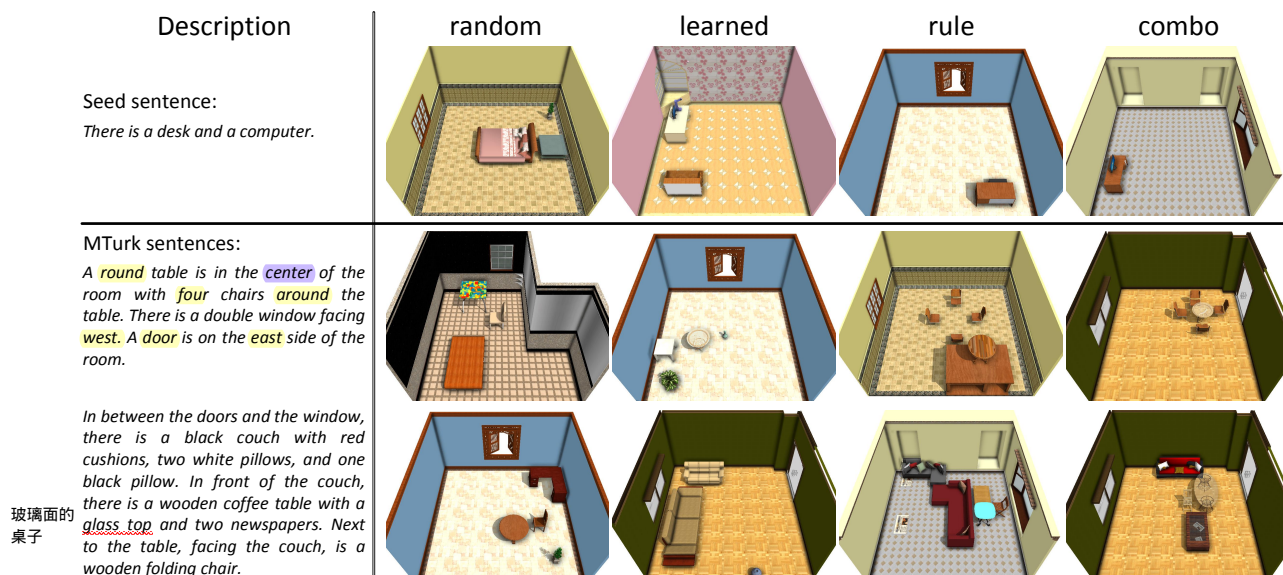 Description random learned rule combo
Seed sentence:
There is a desk and a computer.
MTurk sentences:
A round table is in the center of the
room with four chairs around the
table. There is a double window facing
west. A door is on the east side of the
room.
In between the doors and the window,
there is a black couch with red
cushions, two white pillows, and one
black pillow. In front of the couch,
there is a wooden coffee table with a
glass top and two newspapers. Next
to the table, facing the couch, is a
wooden folding chair.
玻璃面的
桌子